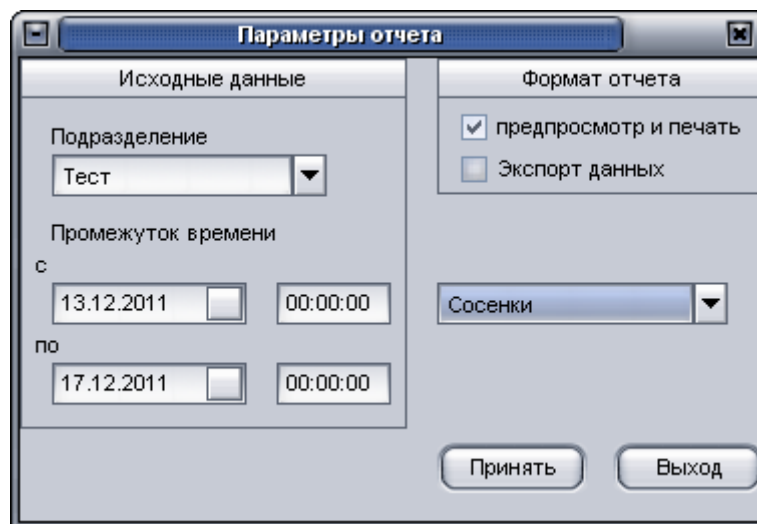 Параметры отчета
Исходные данные
Подразделение
Тест
Промежуток времени
с
13.12.2011 00:00:00
по
17.12.2011 00:00:00
Формат отчета
предпросмотр и печать
Экспорт данных
Сосенки
Принять Выход